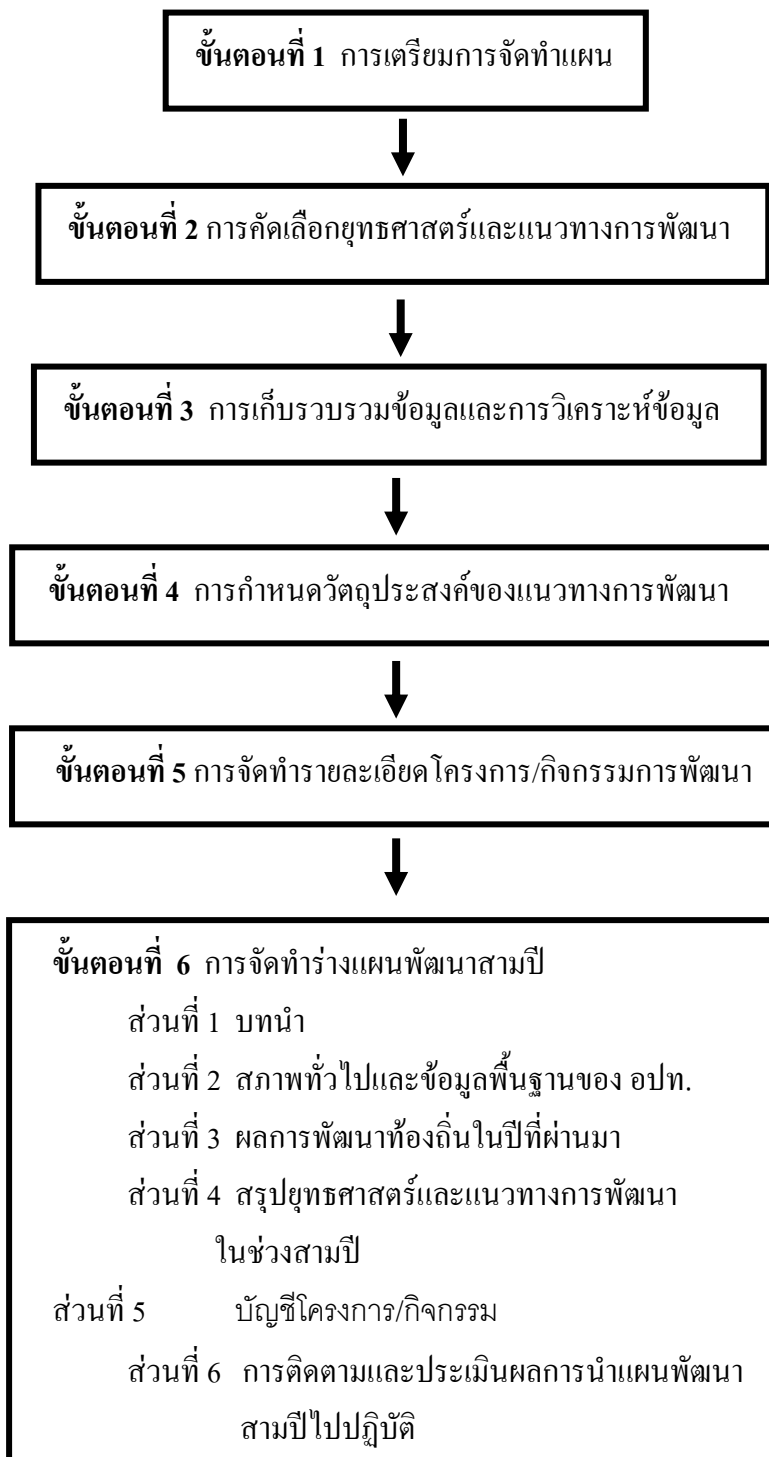 ขั้นตอนที่ 1 การเตรียมการจัดทำแผน
ขั้นตอนที่ 2 การคัดเลือกยุทธศาสตร์และแนวทางการพัฒนา
ขั้นตอนที่ 3 การเก็บรวบรวมข้อมูลและการวิเคราะห์ข้อมูล
ขั้นตอนที่ 4 การกำหนดวัตถุประสงค์ของแนวทางการพัฒนา
ขั้นตอนที่ 5 การจัดทำรายละเอียดโครงการ/กิจกรรมการพัฒนา
ขั้นตอนที่ 6 การจัดทำร่างแผนพัฒนาสามปี
ส่วนที่ 1 บทนำ
ส่วนที่ 2 สภาพทั่วไปและข้อมูลพื้นฐานของ อปท.
ส่วนที่ 3 ผลการพัฒนาท้องถิ่นในปีที่ผ่านมา
ส่วนที่ 4 สรุปยุทธศาสตร์และแนวทางการพัฒนา
ในช่วงสามปี
ส่วนที่ 5 บัญชีโครงการ/กิจกรรม
ส่วนที่ 6 การติดตามและประเมินผลการนำแผนพัฒนา
สามปีไปปฏิบัติ